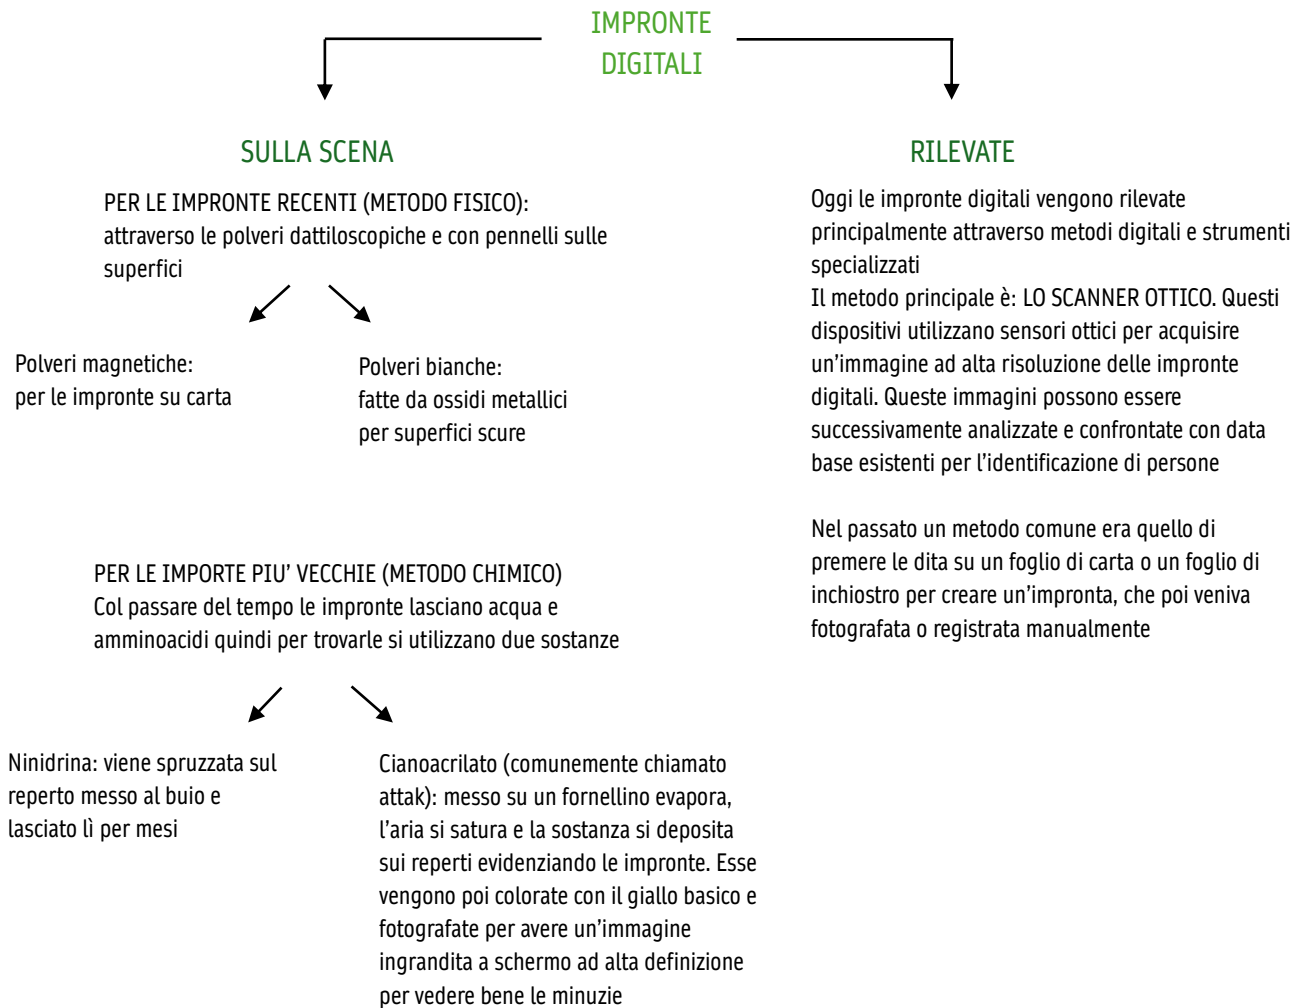 IMPRONTE
DIGITALI
SULLA SCENA
PER LE IMPRONTE RECENTI (METODO FISICO):
attraverso le polveri dattiloscopiche e con pennelli sulle
superfici
Polveri magnetiche:
per le impronte su carta
Polveri bianche:
fatte da ossidi metallici
per superfici scure
PER LE IMPORTE PIU’ VECCHIE (METODO CHIMICO)
Col passare del tempo le impronte lasciano acqua e
amminoacidi quindi per trovarle si utilizzano due sostanze
Ninidrina: viene spruzzata sul
reperto messo al buio e
lasciato lì per mesi
Cianoacrilato (comunemente chiamato
attak): messo su un fornellino evapora,
l’aria si satura e la sostanza si deposita
sui reperti evidenziando le impronte. Esse
vengono poi colorate con il giallo basico e
fotografate per avere un’immagine
ingrandita a schermo ad alta definizione
per vedere bene le minuzie
RILEVATE
Oggi le impronte digitali vengono rilevate
principalmente attraverso metodi digitali e strumenti
specializzati
Il metodo principale è: LO SCANNER OTTICO. Questi
dispositivi utilizzano sensori ottici per acquisire
un’immagine ad alta risoluzione delle impronte
digitali. Queste immagini possono essere
successivamente analizzate e confrontate con data
base esistenti per l’identificazione di persone
Nel passato un metodo comune era quello di
premere le dita su un foglio di carta o un foglio di
inchiostro per creare un’impronta, che poi veniva
fotografata o registrata manualmente